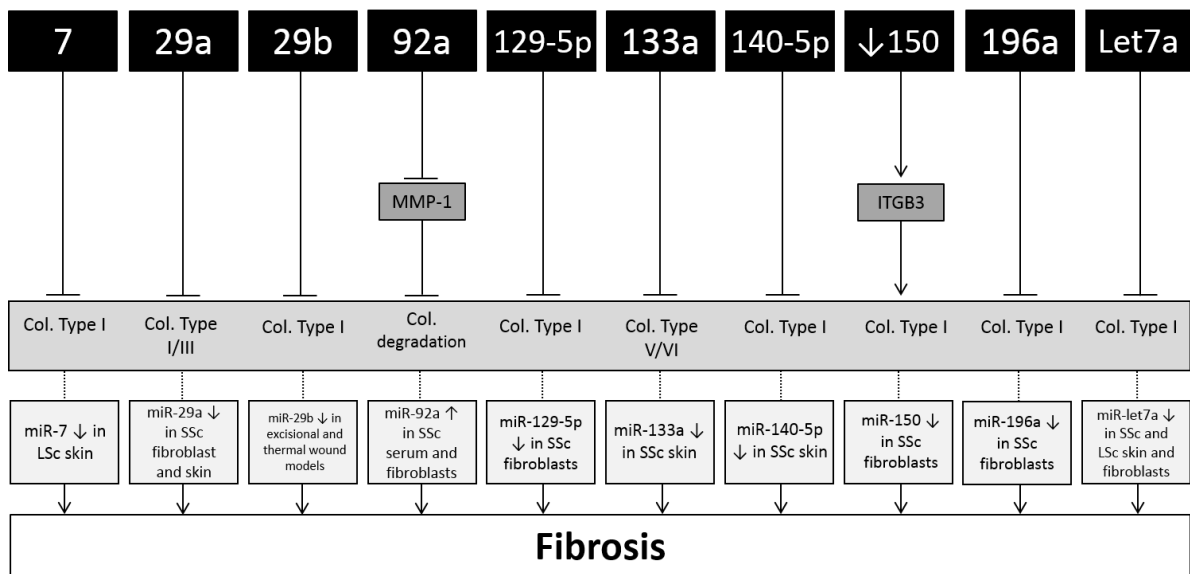 7
29a
29b
92a
129-5p
133a
140-5p
↓150
196a
Let7a
MMP-1
ITGB3
Col. Type I
Col. Type
I/III
Col. Type I
Col.
degradation
Col. Type I
Col. Type
V/VI
Col. Type I
Col. Type I
Col. Type I
Col. Type I
miR-7 ↓ in
LSc skin
miR-29a ↓
in SSc
fibroblast
and skin
miR-29b ↓ in
excisional and
thermal wound
models
miR-92a ↑
in SSc
serum and
fibroblasts
miR-129-5p
↓ in SSc
fibroblasts
miR-133a ↓
in SSc skin
miR-140-5p
↓ in SSc skin
miR-150 ↓
in SSc
fibroblasts
miR-196a ↓
in SSc
fibroblasts
miR-let7a ↓
in SSc and
LSc skin and
fibroblasts
Fibrosis